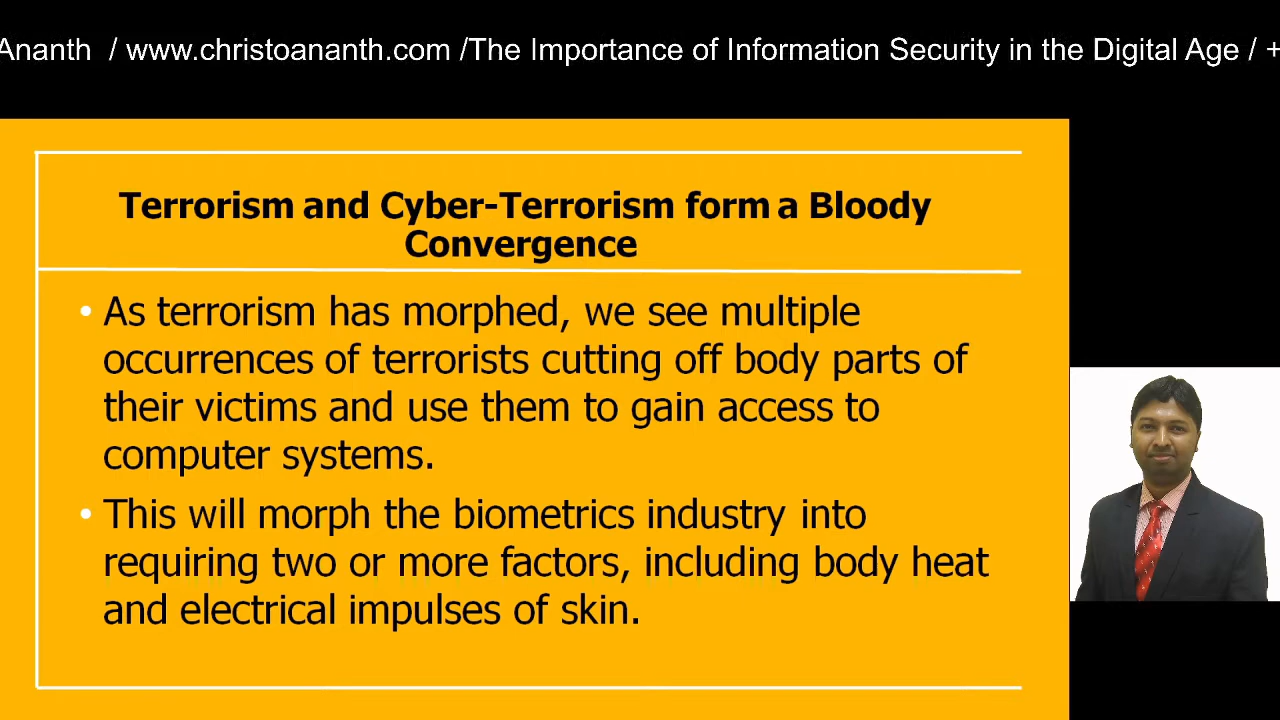 Ananth / www.christoananth.com /The Importance of Information Security in the Digital Age / +
Terrorism and Cyber-Terrorism form a Bloody
Convergence
• As terrorism has morphed, we see multiple
occurrences of terrorists cutting off body parts of
their victims and use them to gain access to
computer systems.
• This will morph the biometrics industry into
requiring two or more factors, including body heat
and electrical impulses of skin.